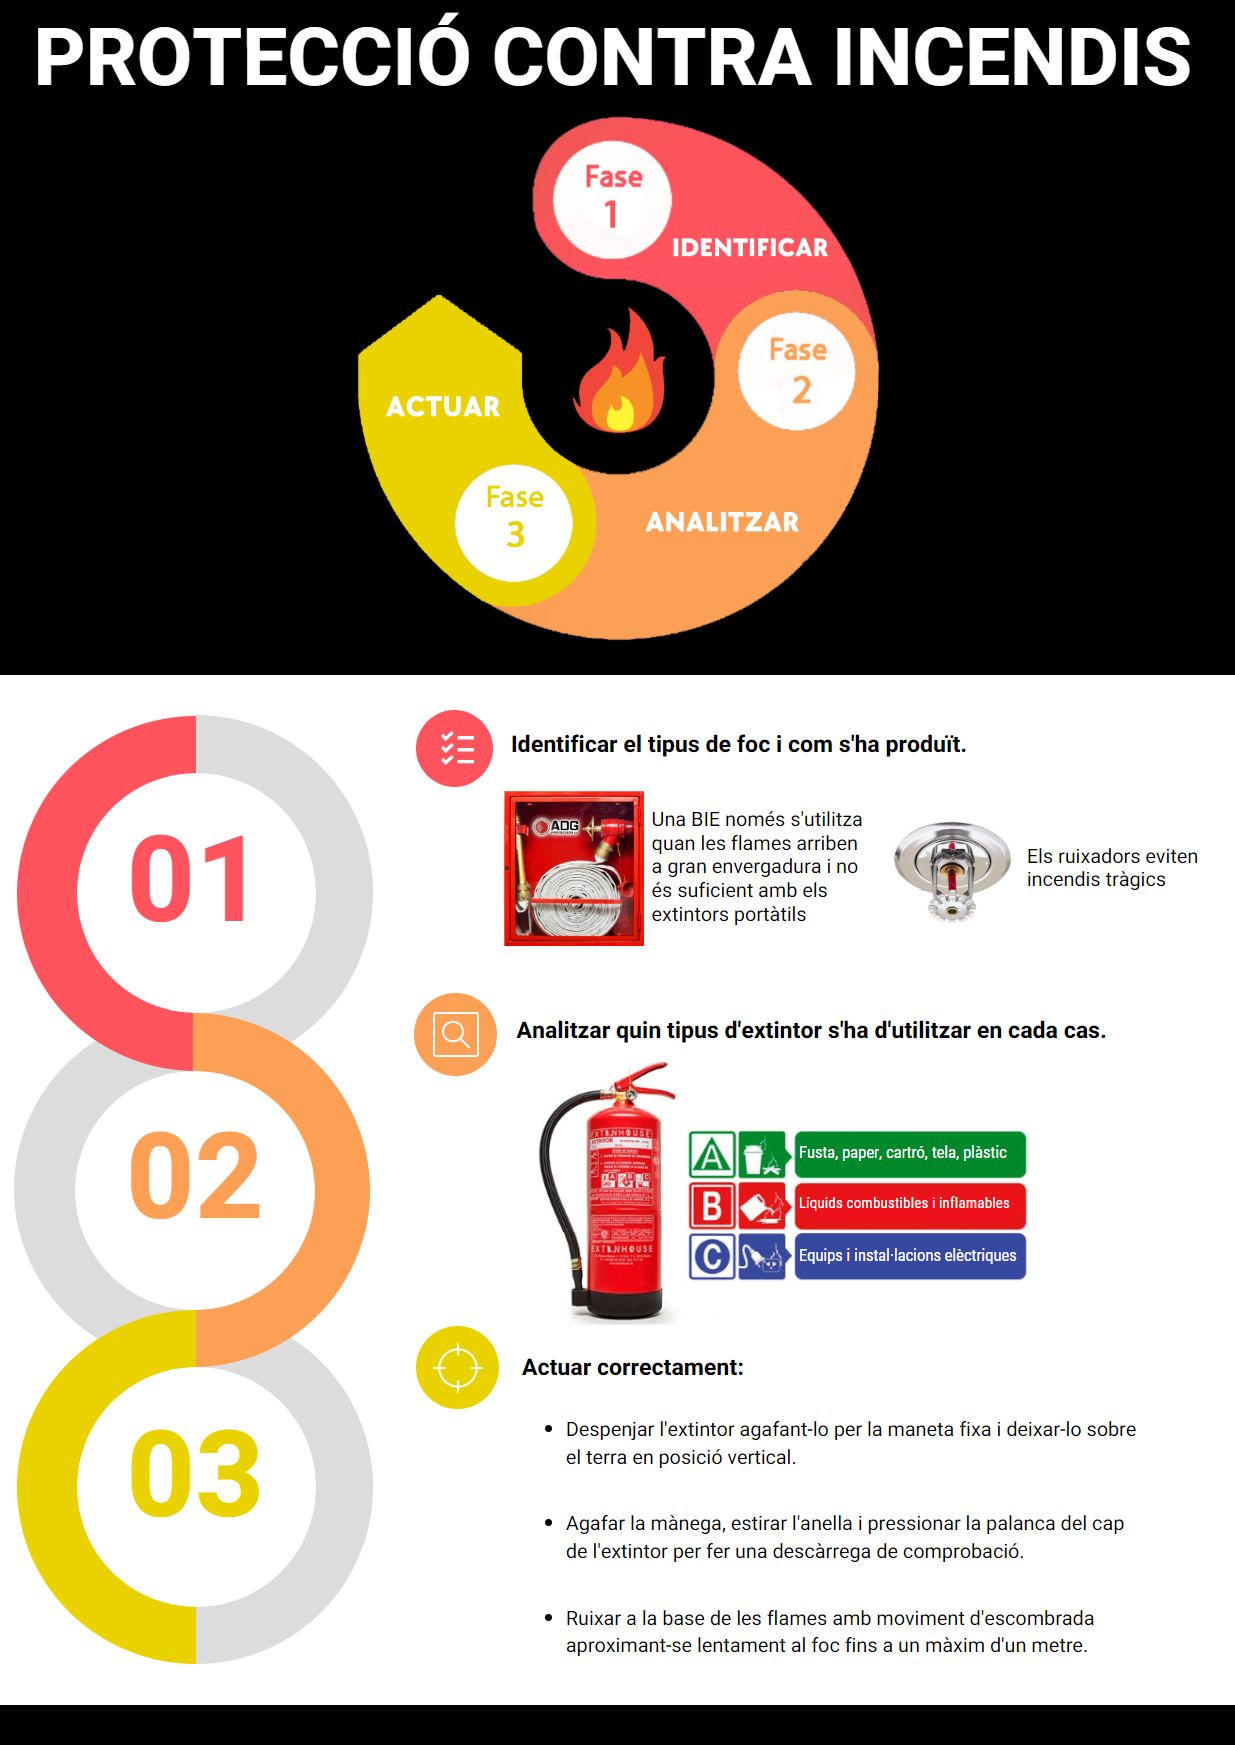 PROTECCIÓ CONTRA INCENDIS
Fase
1
IDENTIFICAR
Fase
2
ANALITZAR
ACTUAR
Fase
3
01
Identificar el tipus de foc i com s'ha produït.
ADG
Una BIE només s'utilitza
quan les flames arriben
a gran envergadura i no
és suficient amb els
extintors portàtils
Els ruixadors eviten
incendis tràgics
02
Analitzar quin tipus d'extintor s'ha d'utilitzar en cada cas.
EXTINHOUSE
EXTINTOR
A B C
EXTINHOUSE
A
Fusta, paper, cartró, tela, plàstic
B
Líquids combustibles i inflamables
C
Equips i instal·lacions elèctriques
03
Actuar correctament:
• Despenjar l'extintor agafant-lo per la maneta fixa i deixar-lo sobre
el terra en posició vertical.
• Agafar la mànega, estirar l'anella i pressionar la palanca del cap
de l'extintor per fer una descàrrega de comprobació.
• Ruixar a la base de les flames amb moviment d'escombrada
aproximant-se lentament al foc fins a un màxim d'un metre.